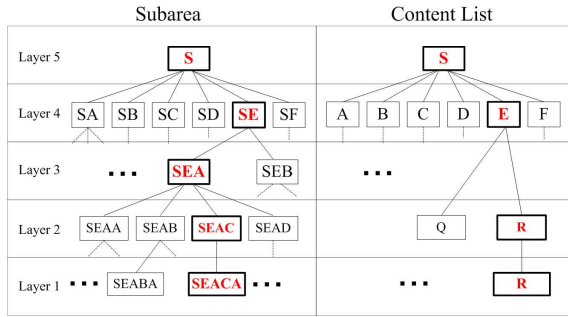 Subarea Content List
Layer 5 S S
Layer 4 SA SB SC SD SE SF A B C D E F
Layer 3 ... SEA SEB ...
Layer 2 SEAA SEAB SEAC SEAD Q R
Layer 1 ... SEABA SEACA ... ... R